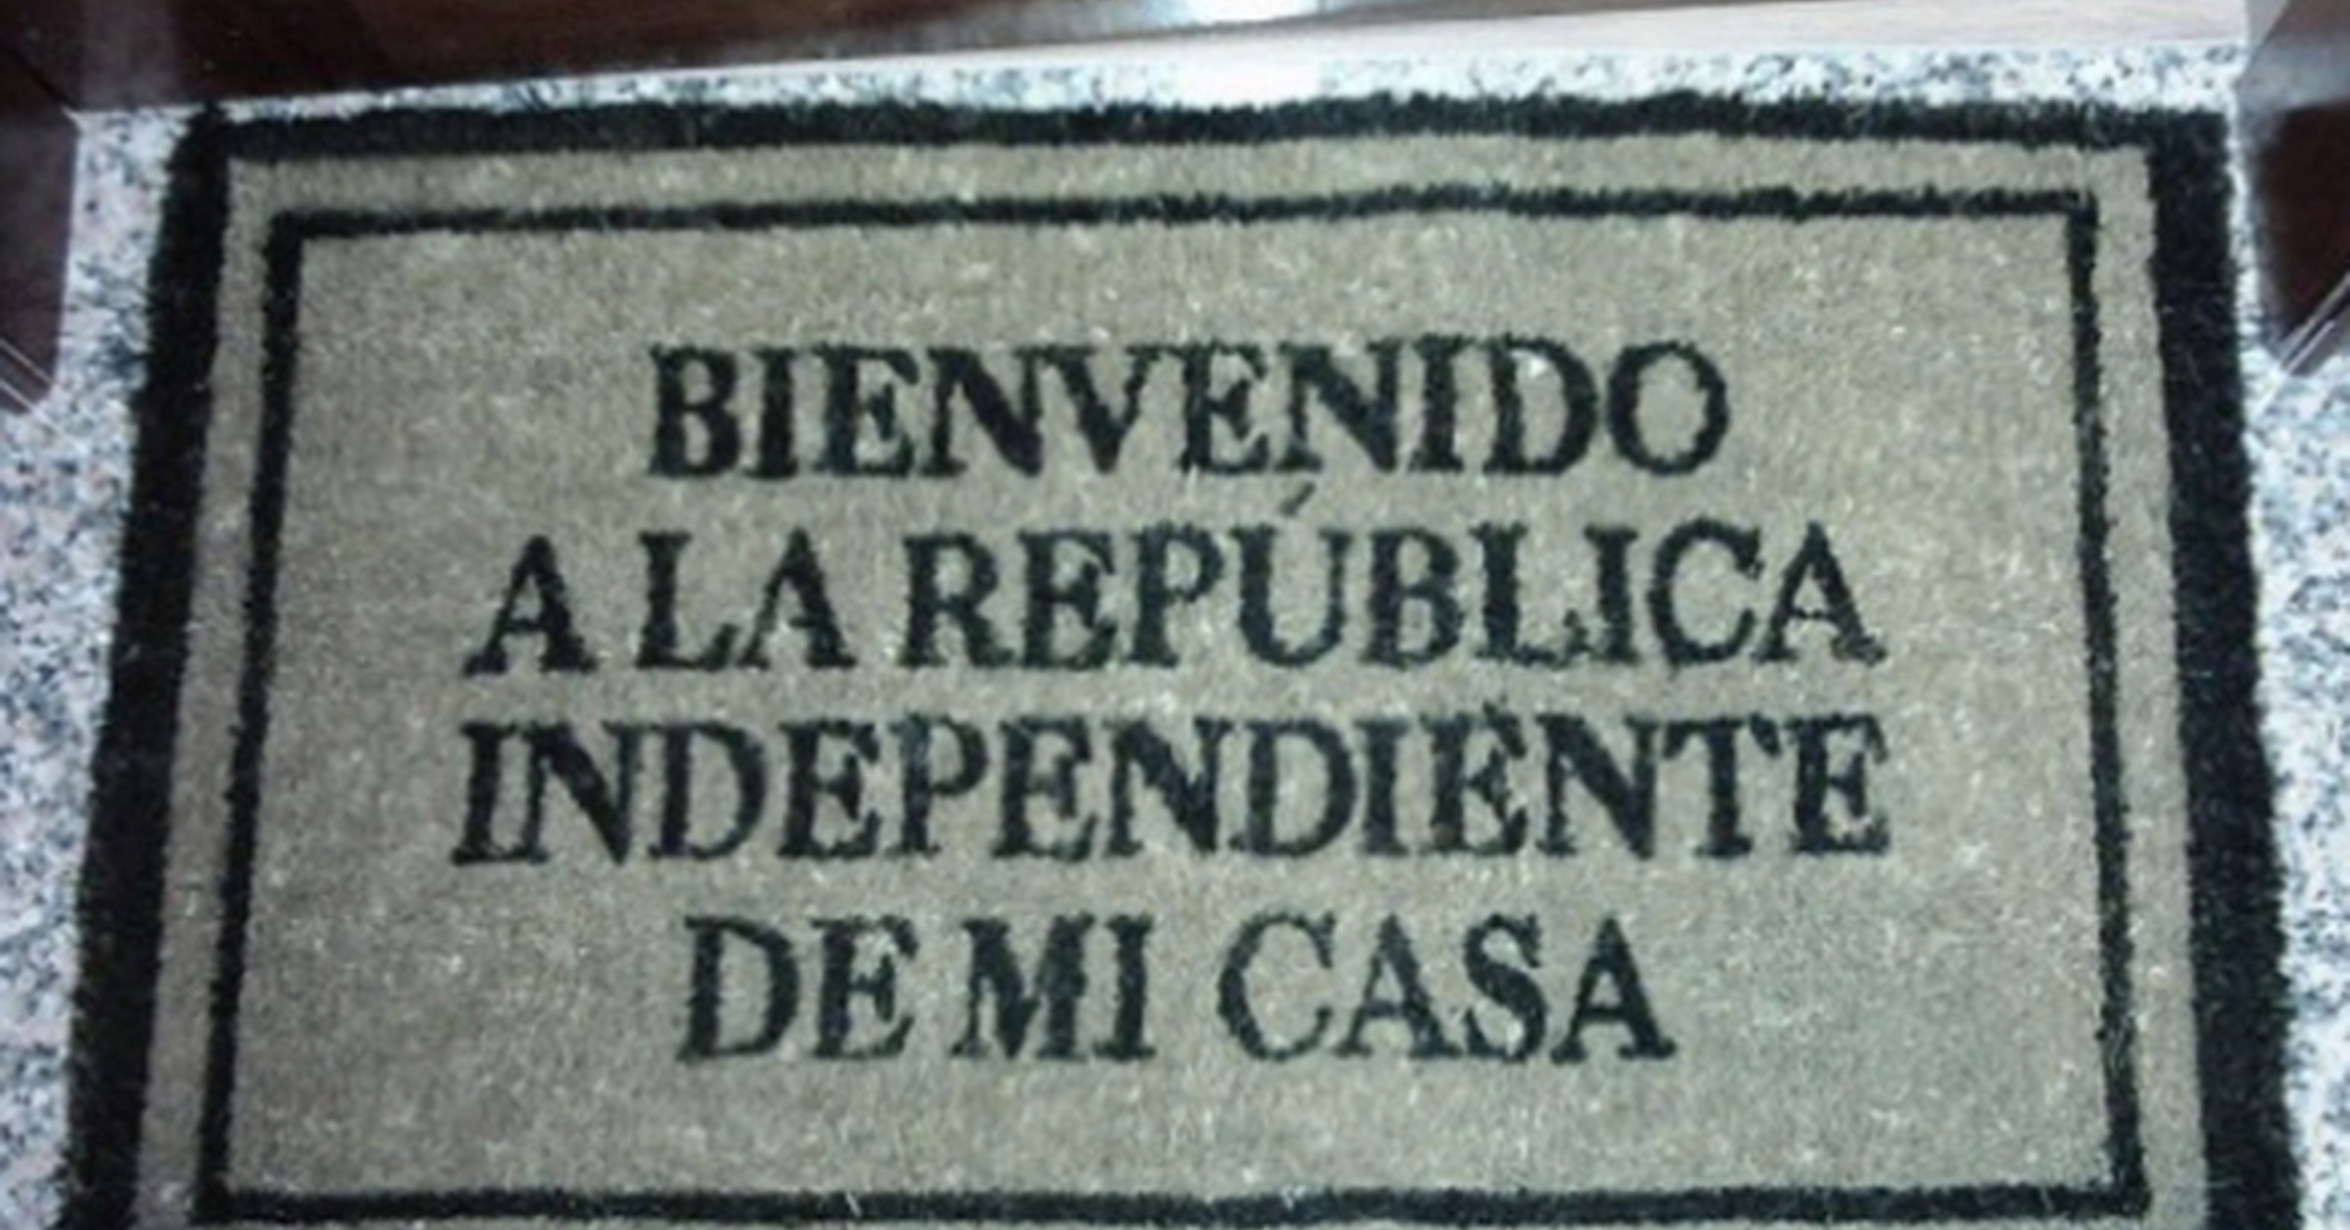 BIENVENIDO
A LA REPÚBLICA
INDEPENDIENTE
DE MI CASA